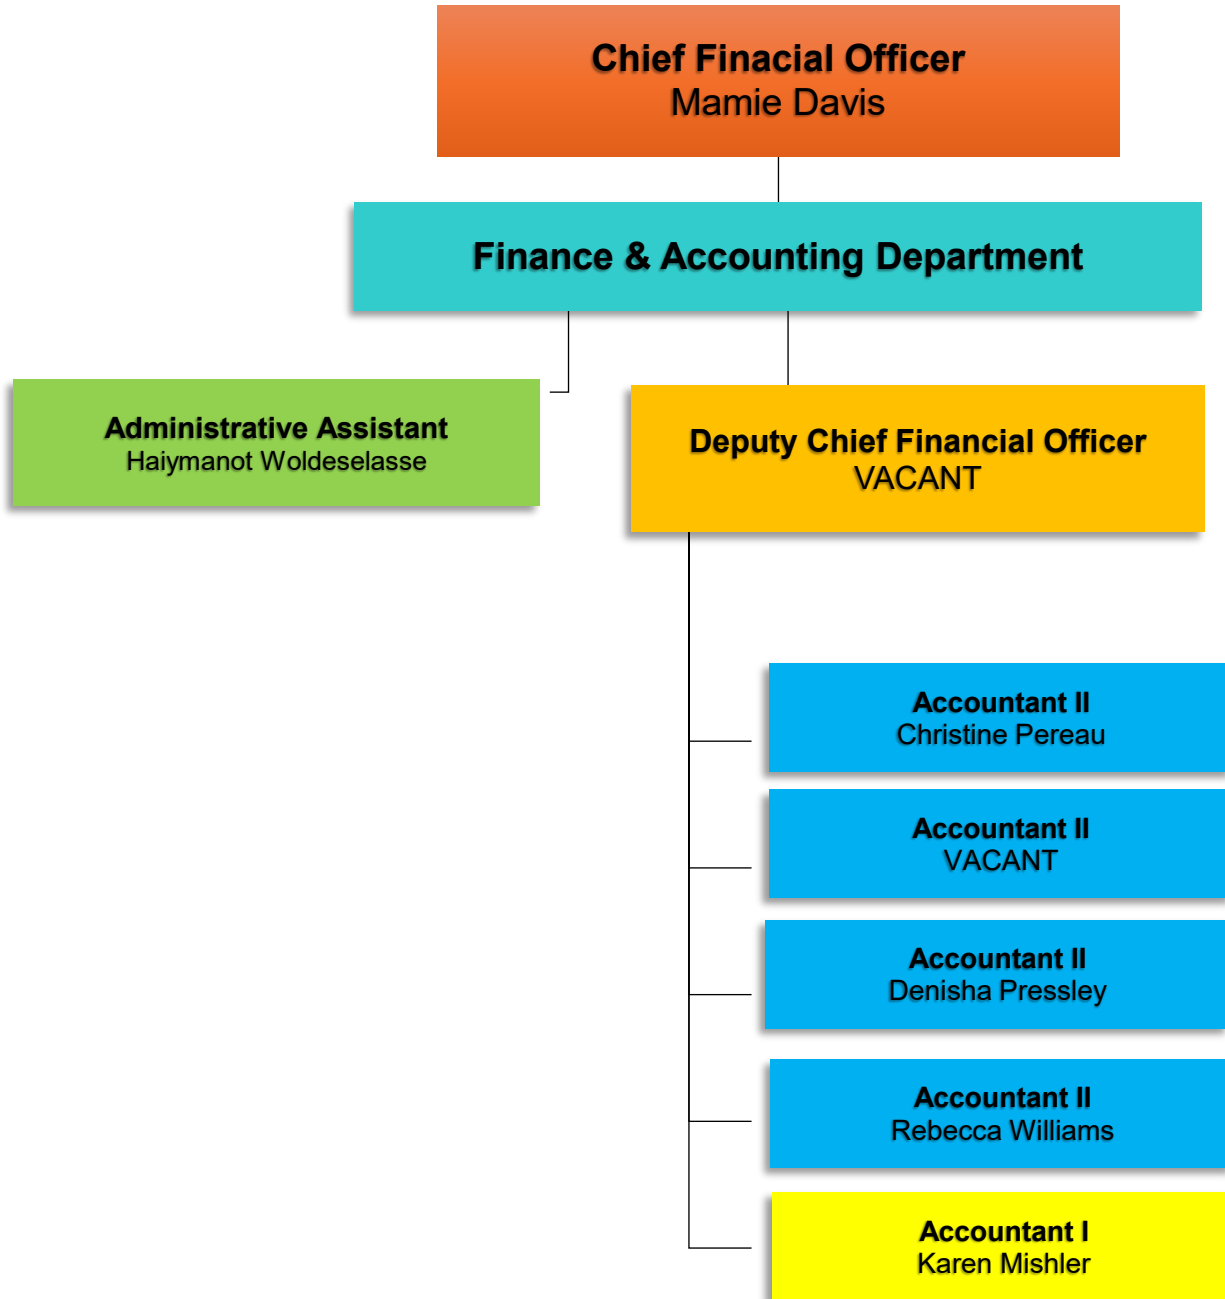 Chief Finacial Officer
Mamie Davis
Finance & Accounting Department
Administrative Assistant
Haiymanot Woldeselasse
Deputy Chief Financial Officer
VACANT
Accountant II
Christine Pereau
Accountant II
VACANT
Accountant II
Denisha Pressley
Accountant II
Rebecca Williams
Accountant I
Karen Mishler